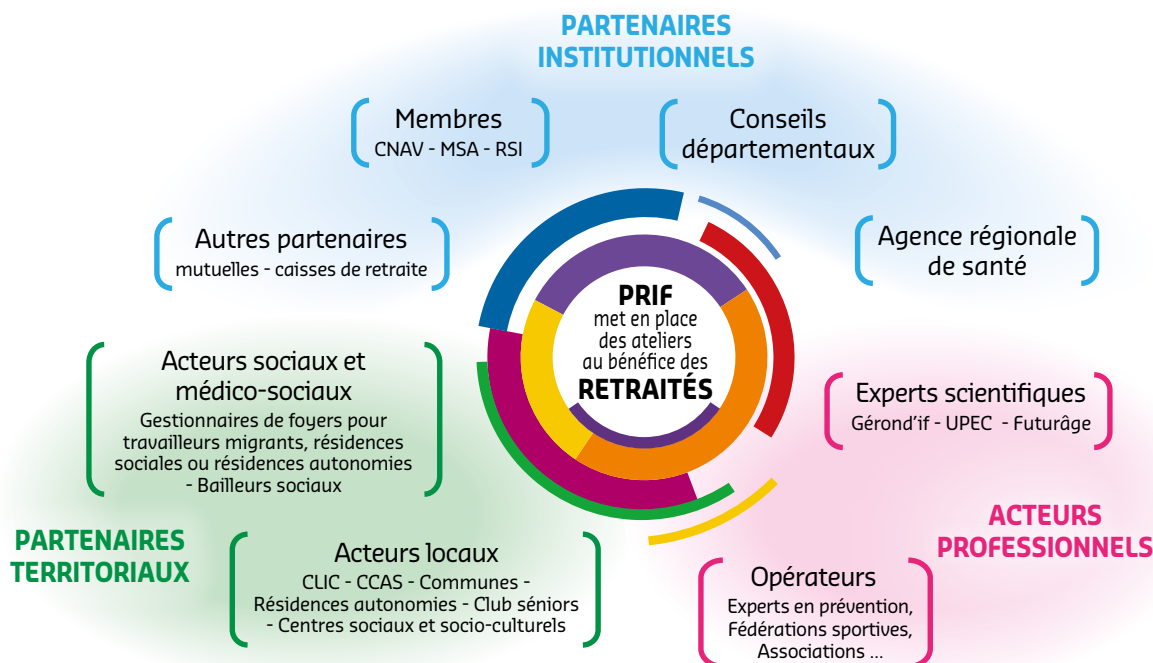 PARTENAIRES
INSTITUTIONNELS
Membres
CNAV - MSA - RSI
Conseils
départementaux
Autres partenaires
mutuelles - caisses de retraite
Agence régionale
de santé
PRIF
met en place
des ateliers
au bénéfice des
RETRAITÉS
Acteurs sociaux et
médico-sociaux
Gestionnaires de foyers pour
travailleurs migrants, résidences
sociales ou résidences autonomies
- Bailleurs sociaux
Experts scientifiques
Gérond'if - UPEC - Futurâge
PARTENAIRES
TERRITORIAUX
Acteurs locaux
CLIC - CCAS - Communes -
Résidences autonomies - Club séniors
- Centres sociaux et socio-culturels
ACTEURS
PROFESSIONNELS
Opérateurs
Experts en prévention,
Fédérations sportives,
Associations ...